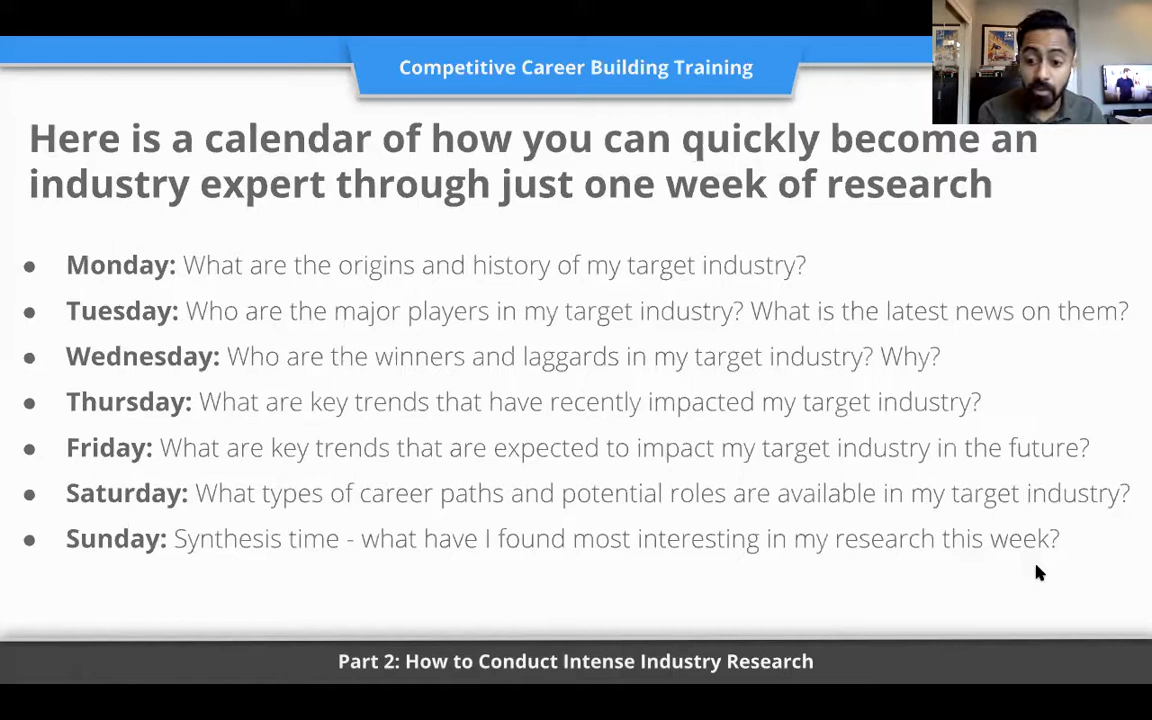 Competitive Career Building Training
Here is a calendar of how you can quickly become an
industry expert through just one week of research
● Monday: What are the origins and history of my target industry?
● Tuesday: Who are the major players in my target industry? What is the latest news on them?
● Wednesday: Who are the winners and laggards in my target industry? Why?
● Thursday: What are key trends that have recently impacted my target industry?
● Friday: What are key trends that are expected to impact my target industry in the future?
● Saturday: What types of career paths and potential roles are available in my target industry?
● Sunday: Synthesis time - what have I found most interesting in my research this week?
Part 2: How to Conduct Intense Industry Research